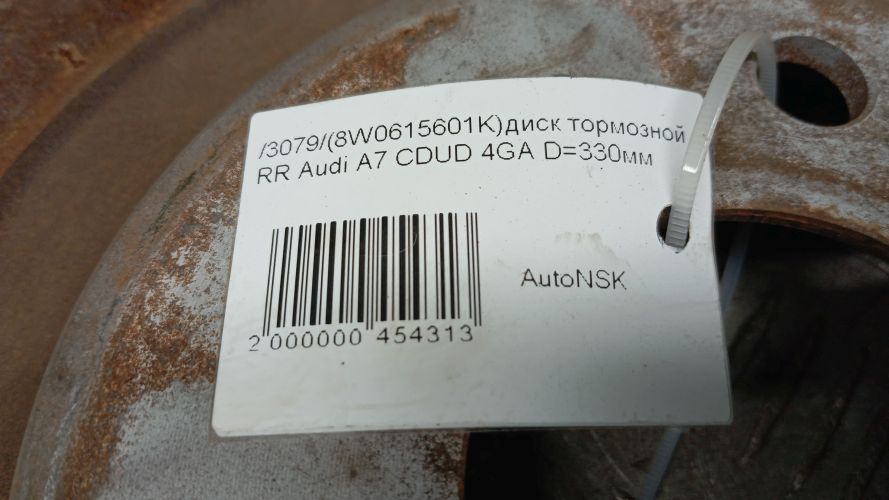 /3079/(8W0615601K)диск тормозной
RR Audi A7 CDUD 4GA D=330мм
AutoNSK
2 000000 454313